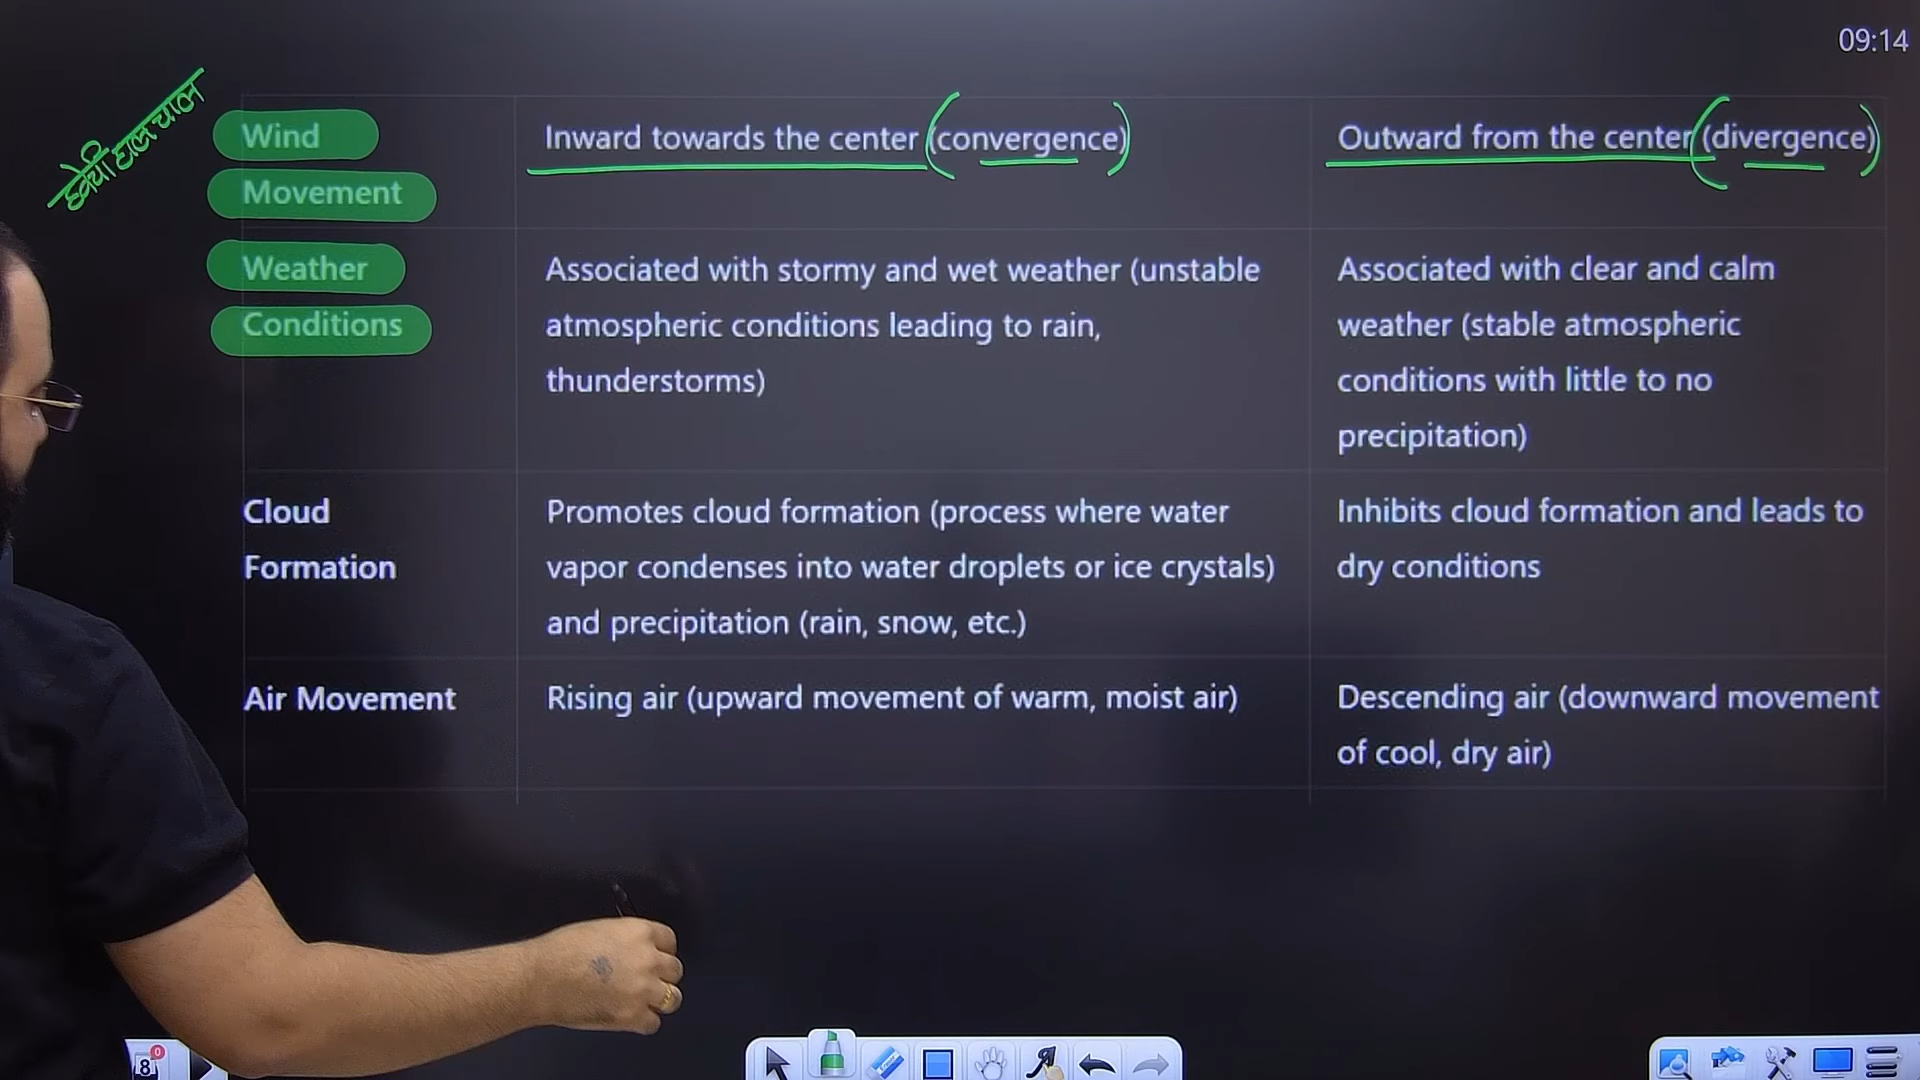 09:14
Wind Movement
Inward towards the center (convergence)
Outward from the center (divergence)
Weather Conditions
Associated with stormy and wet weather (unstable
atmospheric conditions leading to rain,
thunderstorms)
Associated with clear and calm
weather (stable atmospheric
conditions with little to no
precipitation)
Cloud
Formation
Promotes cloud formation (process where water
vapor condenses into water droplets or ice crystals)
and precipitation (rain, snow, etc.)
Inhibits cloud formation and leads to
dry conditions
Air Movement
Rising air (upward movement of warm, moist air)
Descending air (downward movement
of cool, dry air)
8
0